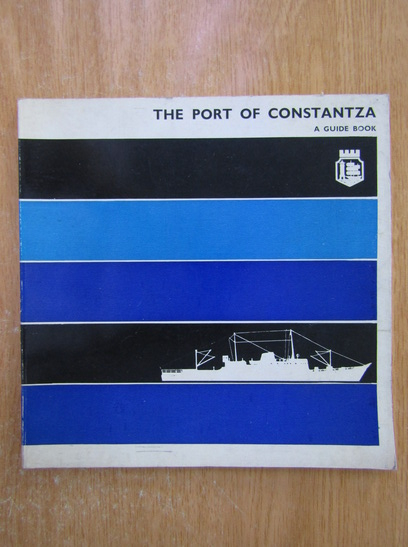 THE PORT OF CONSTANTZA
A GUIDE BOOK